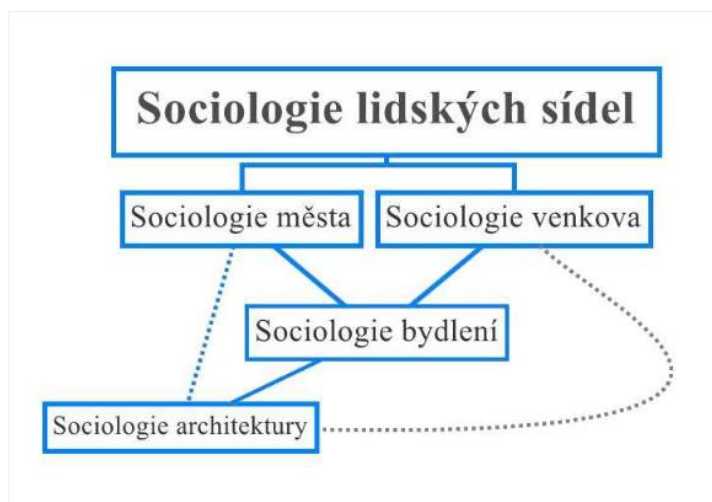 Sociologie lidských sídel
Sociologie města
Sociologie venkova
Sociologie bydlení
Sociologie architektury